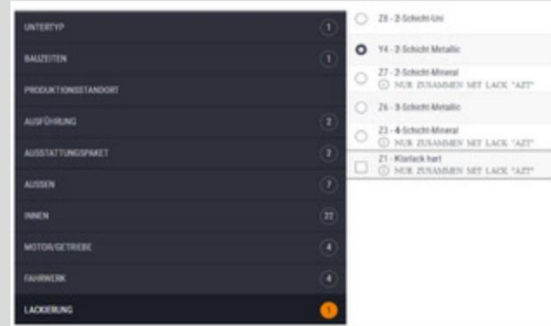 UNTERTYP 1
BAUZEITEN 1
PRODUKTIONSSTANDORT
AUSFÜHRUNG 2
AUSSTATTUNGSPAKET 2
AUSSEN 7
INNEN 22
MOTOR/GETRIEBE 4
FAHRWERK 4
LACKIERUNG 1
Z8 - 2-Schicht-Uni
Y4 - 2-Schicht Metallic
Z7 - 2-Schicht-Mineral
NUR ZUSAMMEN MIT LACK "AZT"
Z6 - 3-Schicht-Metallic
Z3 - 4-Schicht-Mineral
NUR ZUSAMMEN MIT LACK "AZT"
Z1 - Klarlack hart
NUR ZUSAMMEN MIT LACK "AZT"